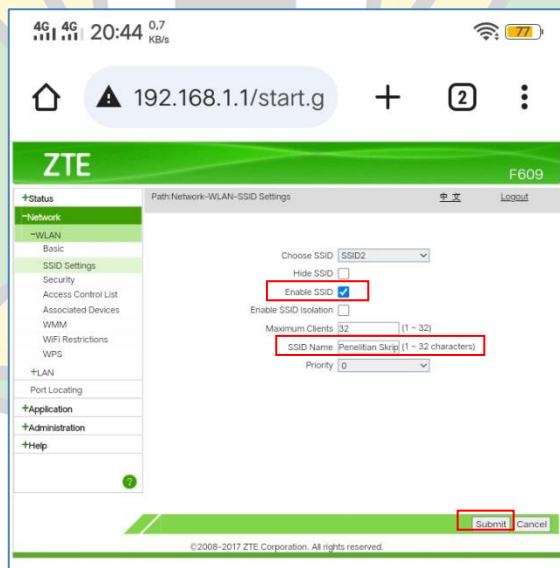 4G 4G 20:44 0,7 KB/s 77
192.168.1.1/start.g 2
ZTE
F609
+Status
Path:Network-WLAN-SSID Settings 中文 Logout
-Network
-WLAN
Basic
SSID Settings
Security
Access Control List
Associated Devices
WMM
WiFi Restrictions
WPS
+LAN
Port Locating
+Application
+Administration
+Help
?
Choose SSID SSID2
Hide SSID
Enable SSID
Enable SSID Isolation
Maximum Clients 32 (1 ~ 32)
SSID Name Penelitian Skrip (1 ~ 32 characters)
Priority 0
Submit Cancel
©2008-2017 ZTE Corporation. All rights reserved.